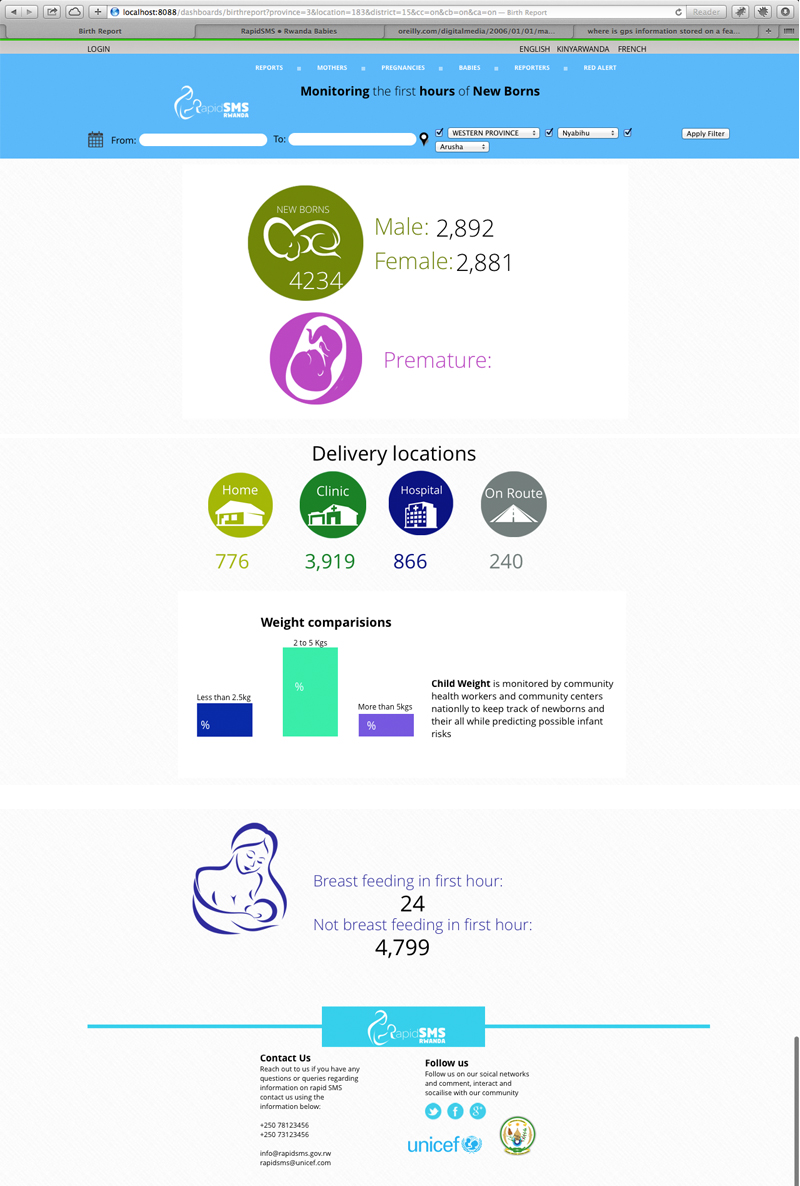 localhost:8088/dashboards/birthreport?province=3&location=183&district=15&cc=on&cb=on&ca=on — Birth Report
Reader
Birth Report
RapidSMS ● Rwanda Babies
oreilly.com/digitalmedia/2006/01/01/ma...
where is gps information stored on a fea...
LOGIN
ENGLISH KINYARWANDA FRENCH
REPORTS MOTHERS PREGNANCIES BABIES REPORTERS RED ALERT
RapidSMS
RWANDA
Monitoring the first hours of New Borns
From:
To:
WESTERN PROVINCE
Nyabihu
Arusha
Apply Filter
NEW BORNS
4234
Male: 2,892
Female: 2,881
Premature:
Delivery locations
Home Clinic Hospital On Route
776 3,919 866 240
Weight comparisions
2 to 5 Kgs
Less than 2.5kg
More than 5kgs
%
%
%
Child Weight is monitored by community
health workers and community centers
nationlly to keep track of newborns and
their all while predicting possible infant
risks
Breast feeding in first hour:
24
Not breast feeding in first hour:
4,799
RapidSMS
RWANDA
Contact Us
Reach out to us if you have any
questions or queries regarding
information on rapid SMS
contact us using the
information below:
+250 78123456
+250 73123456
info@rapidsms.gov.rw
rapidsms@unicef.com
Follow us
Follow us on our soical networks
and comment, interact and
socailise with our community
unicef